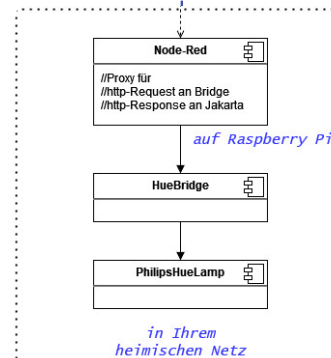 Node-Red
//Proxy für
//http-Request an Bridge
//http-Response an Jakarta
auf Raspberry Pi
HueBridge
PhilipsHueLamp
in Ihrem
heimischen Netz